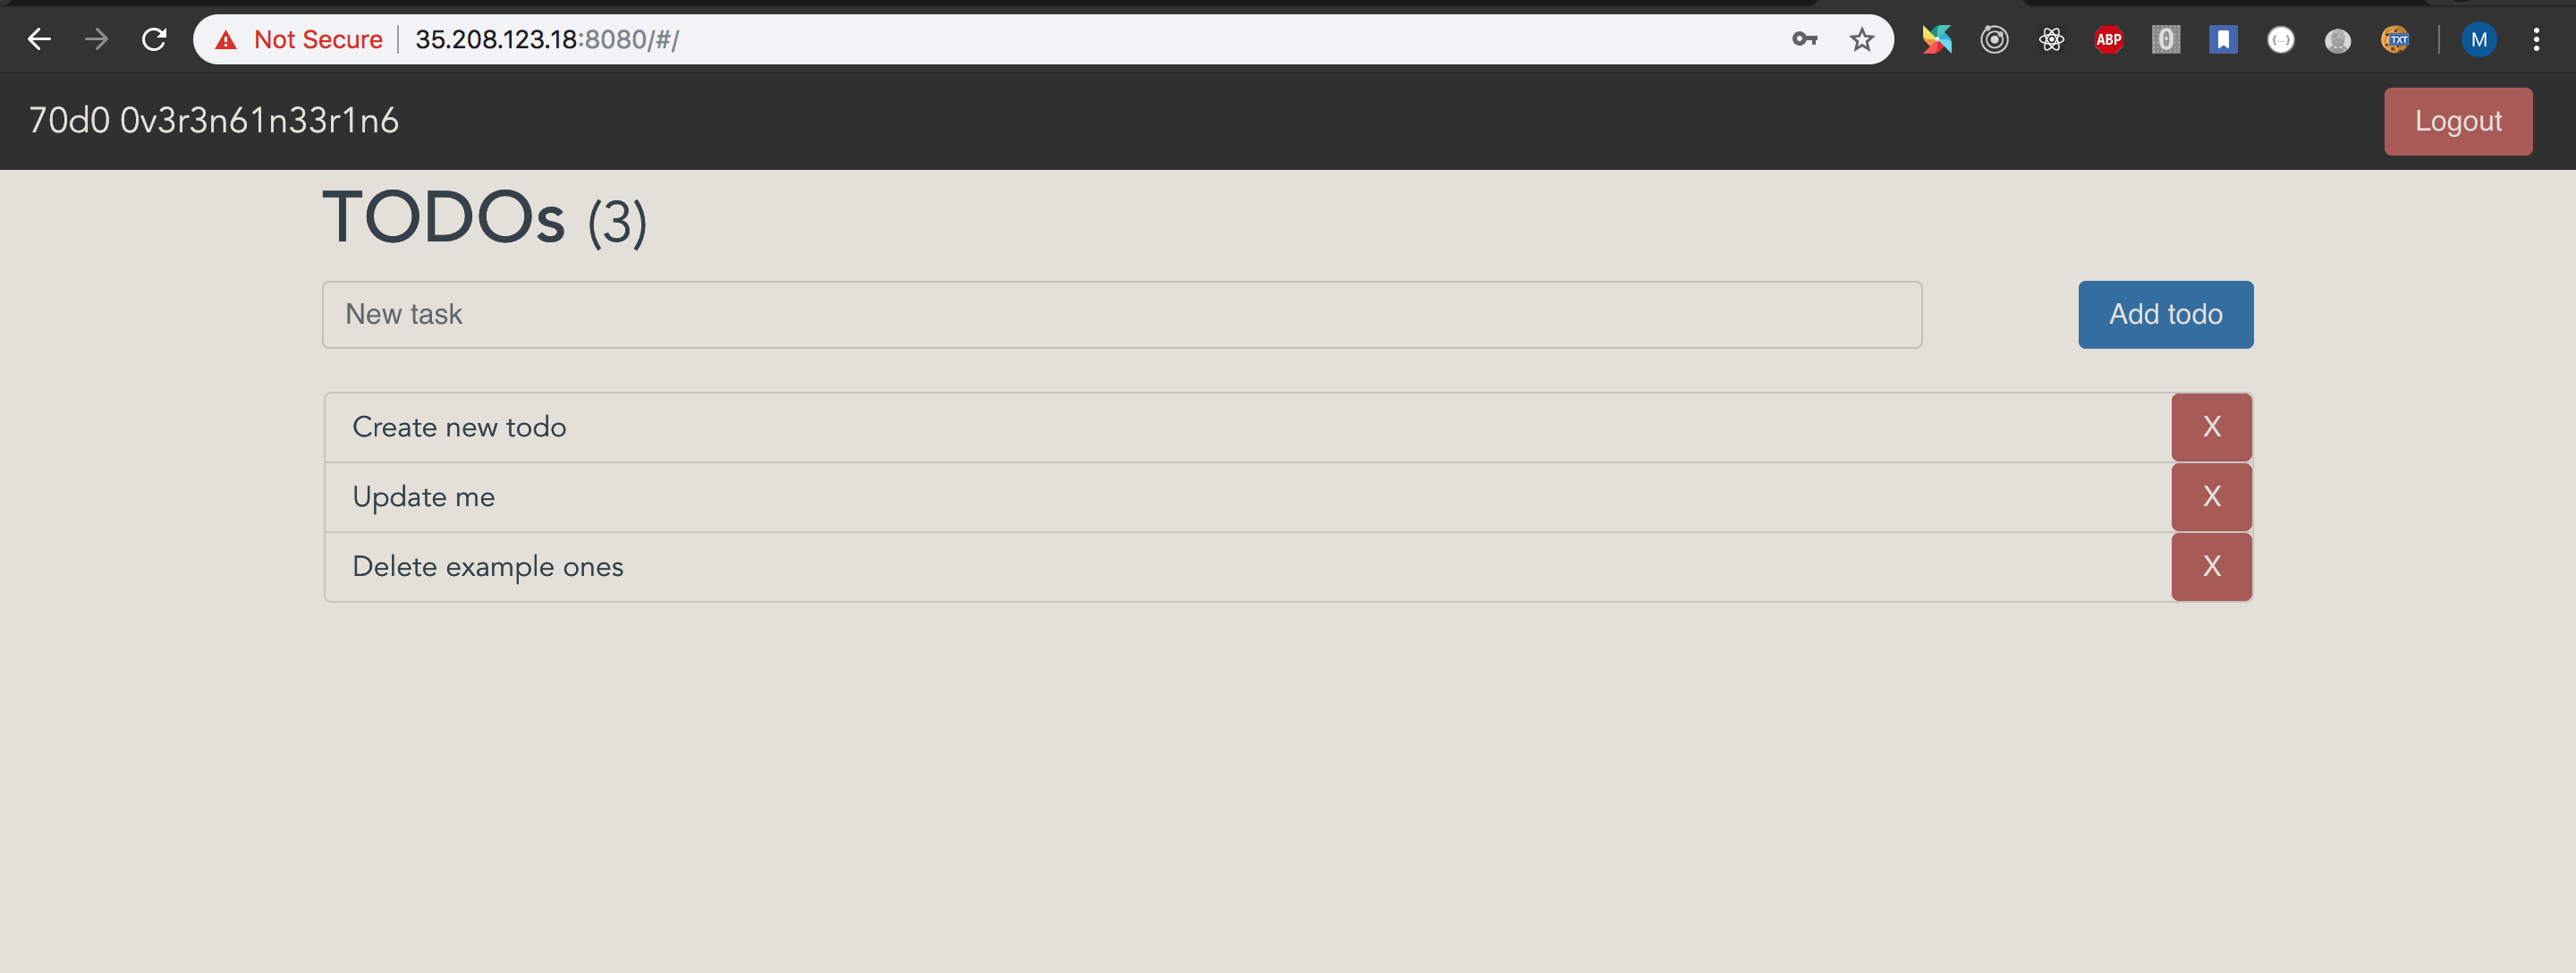 Not Secure 35.208.123.18:8080/#/
ABP
0
{...}
TXT
M
70d0 0v3r3n61n33r1n6
Logout
TODOs (3)
New task
Add todo
Create new todo
X
Update me
X
Delete example ones
X